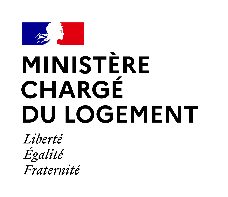 MINISTÈRE
CHARGÉ
DU LOGEMENT
Liberté
Égalité
Fraternité